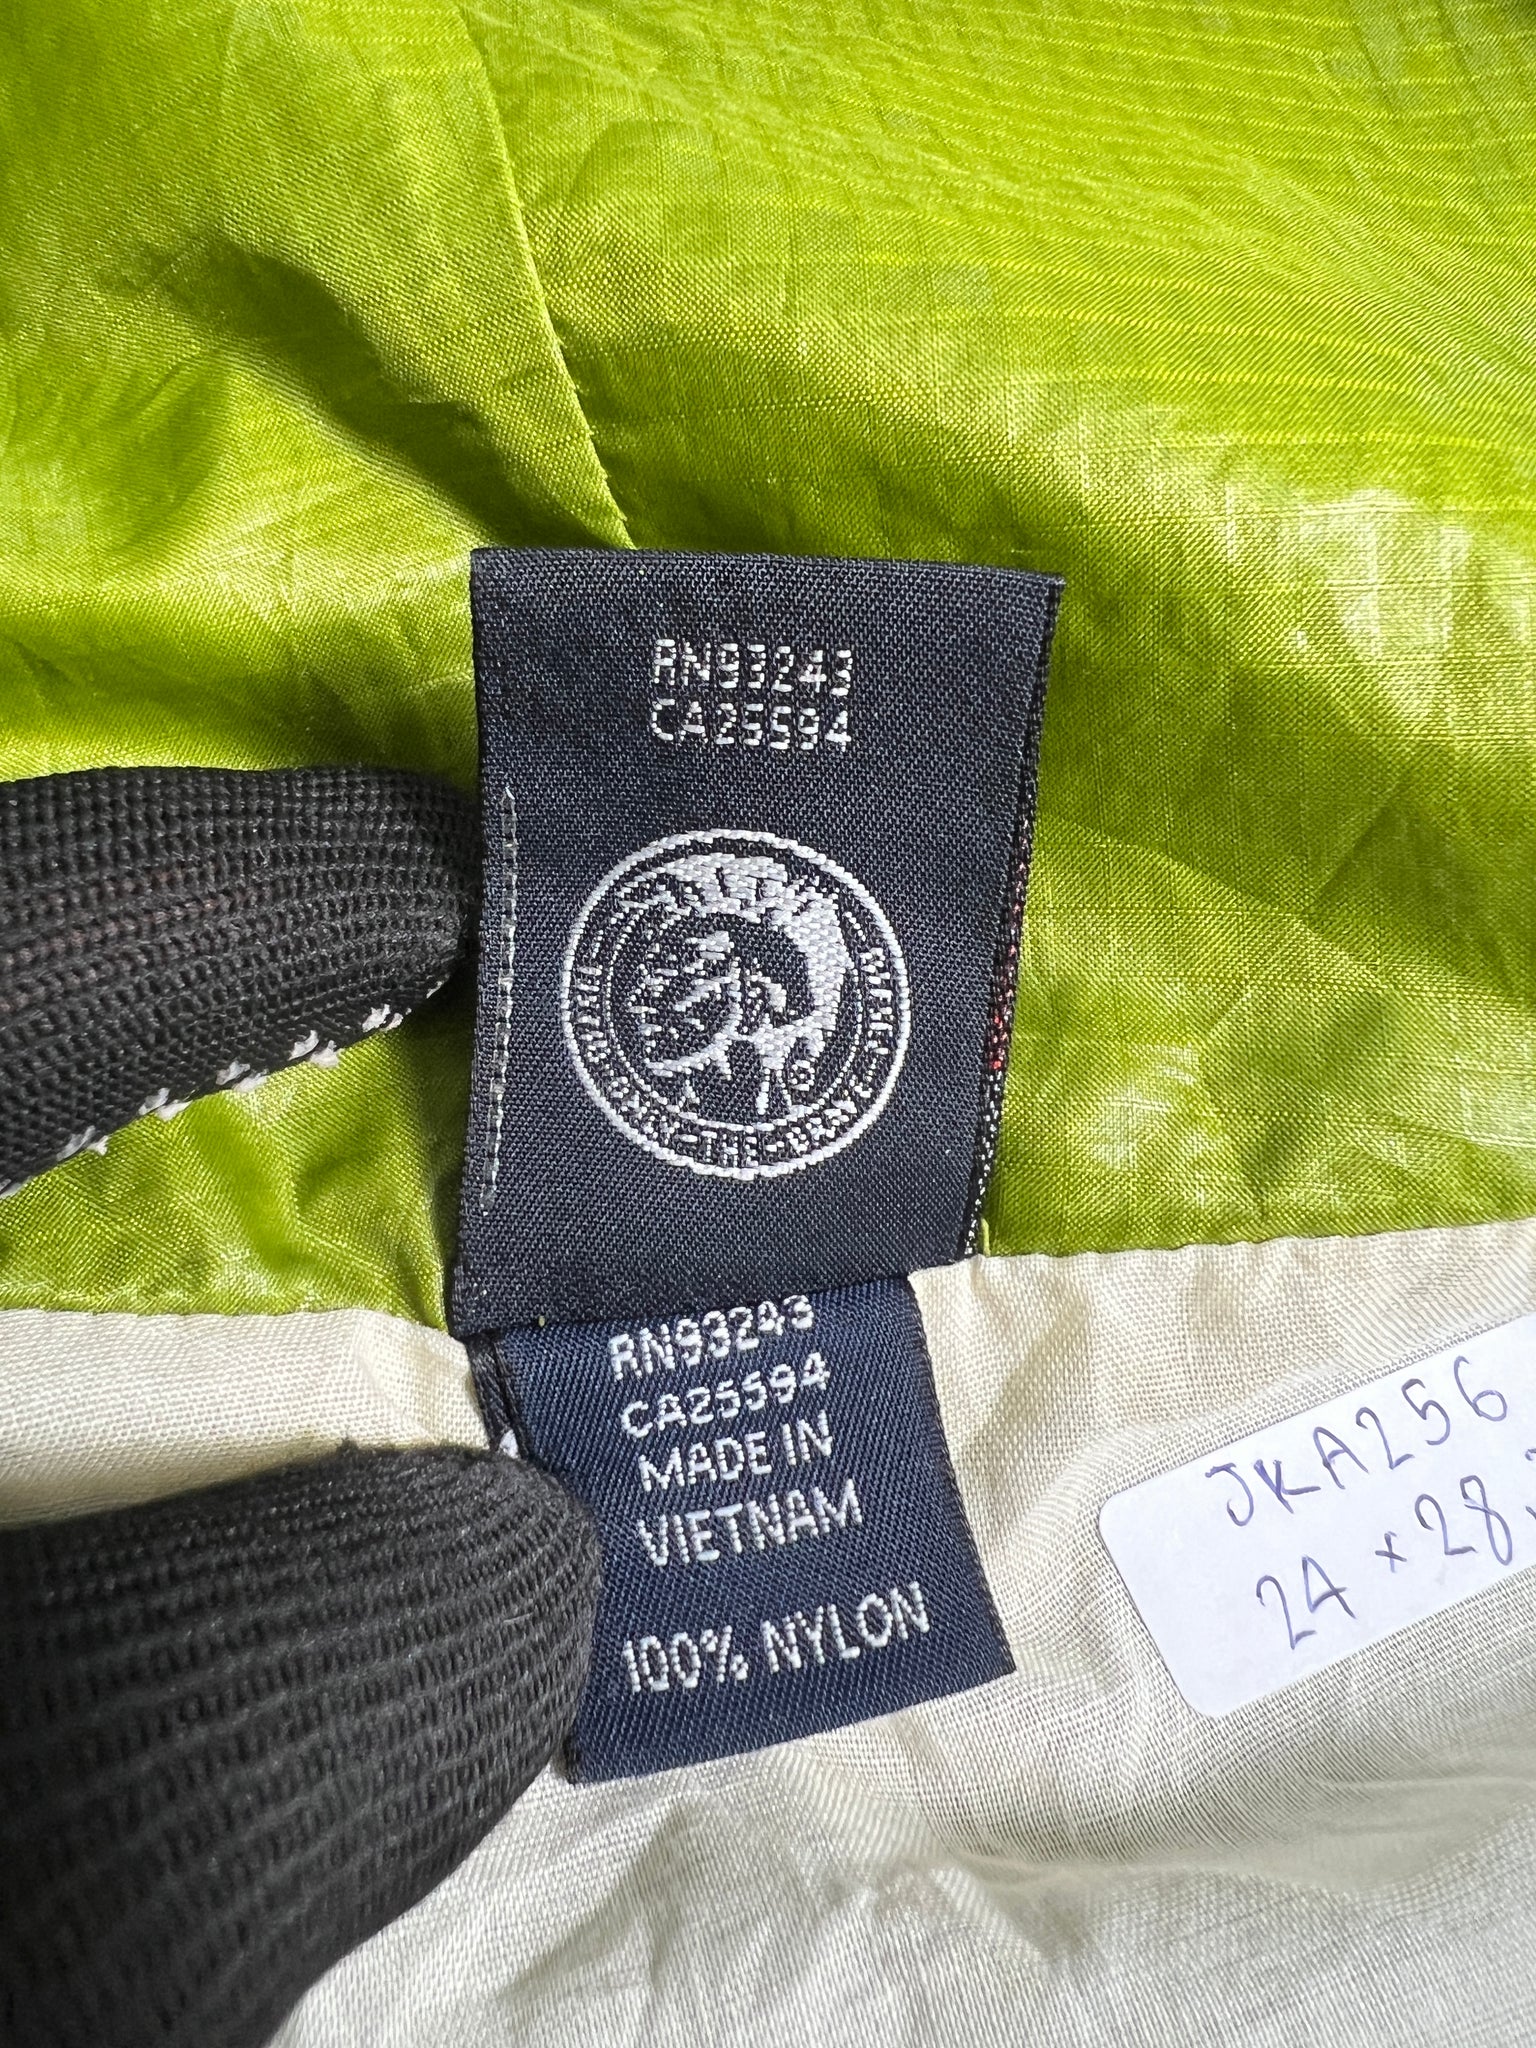 RN93243
CA25594
ONLY-THE-BRAVE
RN93243
CA25594
MADE IN
VIETNAM
100% NYLON
JKA256
24 x 28